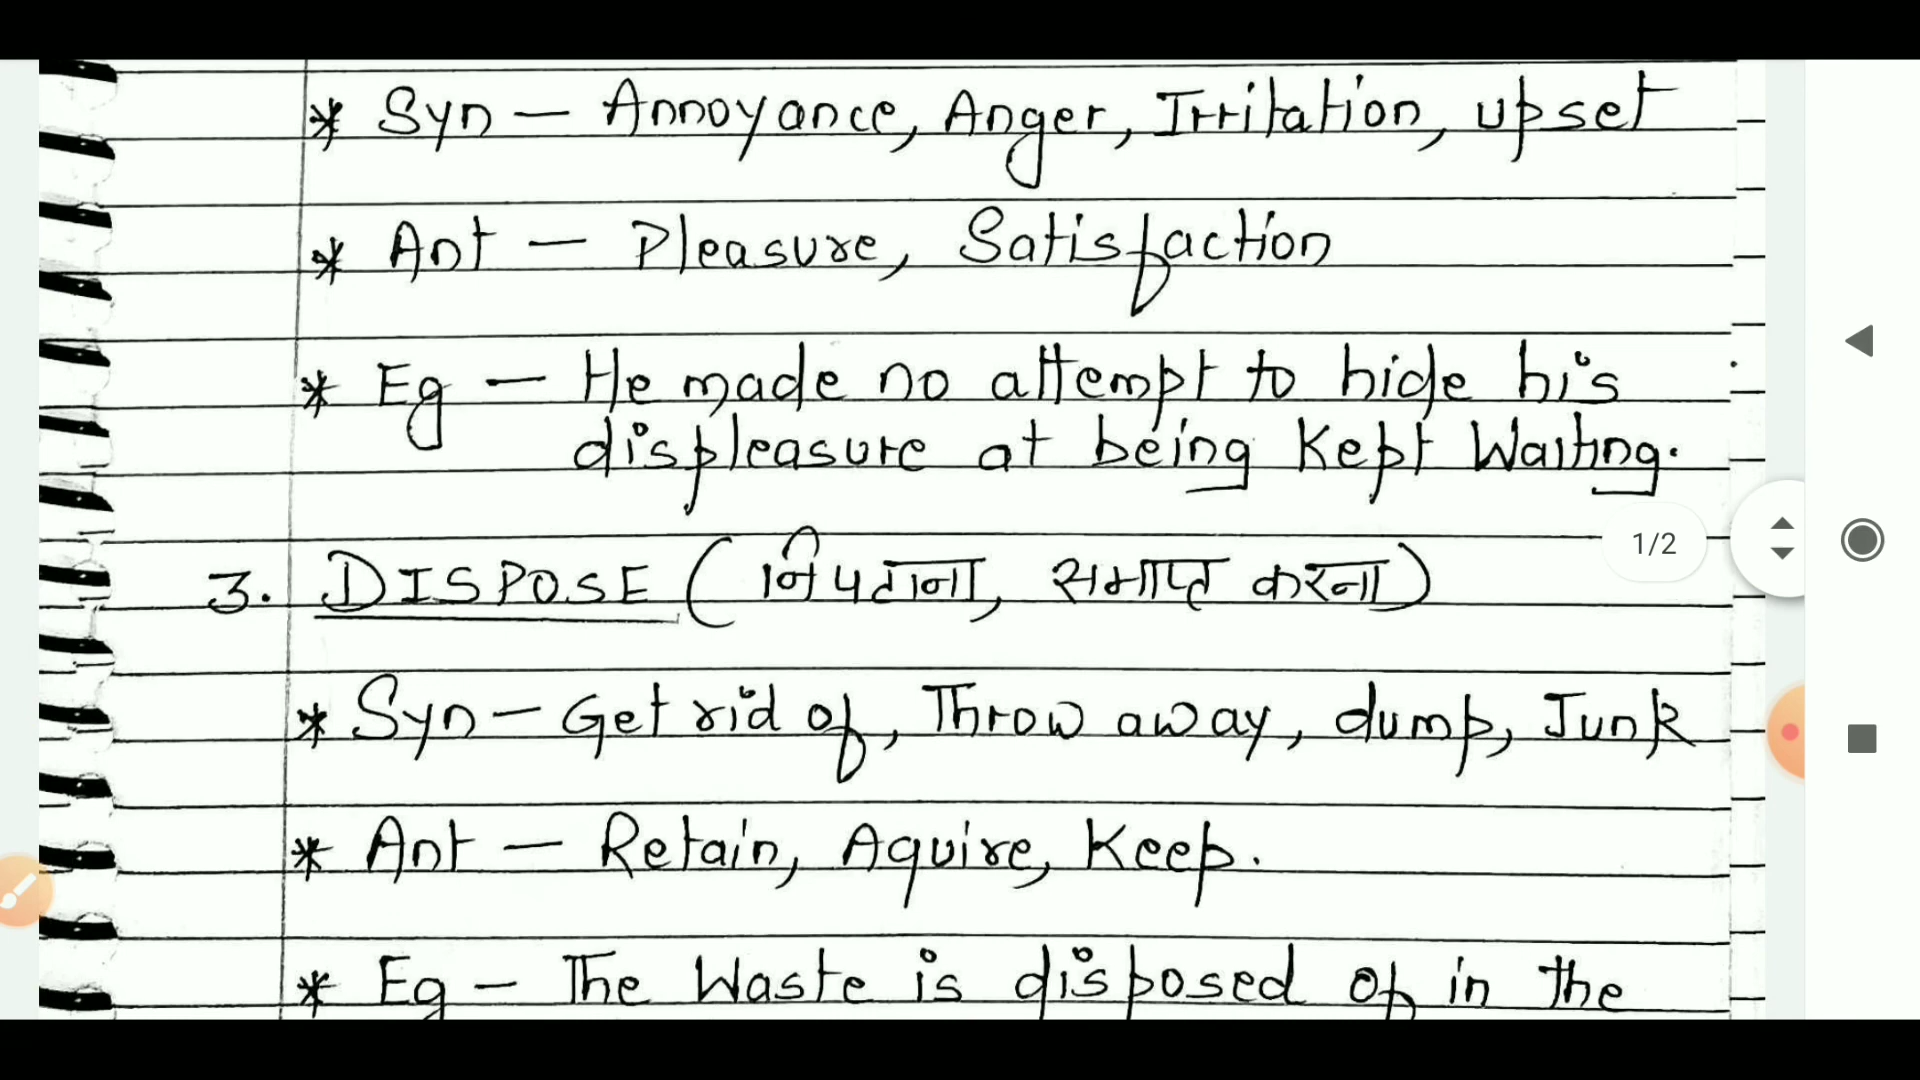 * Syn - Annoyance, Anger, Irritation, upset
* Ant - Pleasure, Satisfaction
* Eg - He made no attempt to hide his
displeasure at being Kept Waiting.
1/2
3. DISPOSE (निपटाना, समाप्त करना)
* Syn - Get rid of, Throw away, dump, Junk
* Ant - Retain, Aquire, Keep.
* Eg - The Waste is disposed of in the